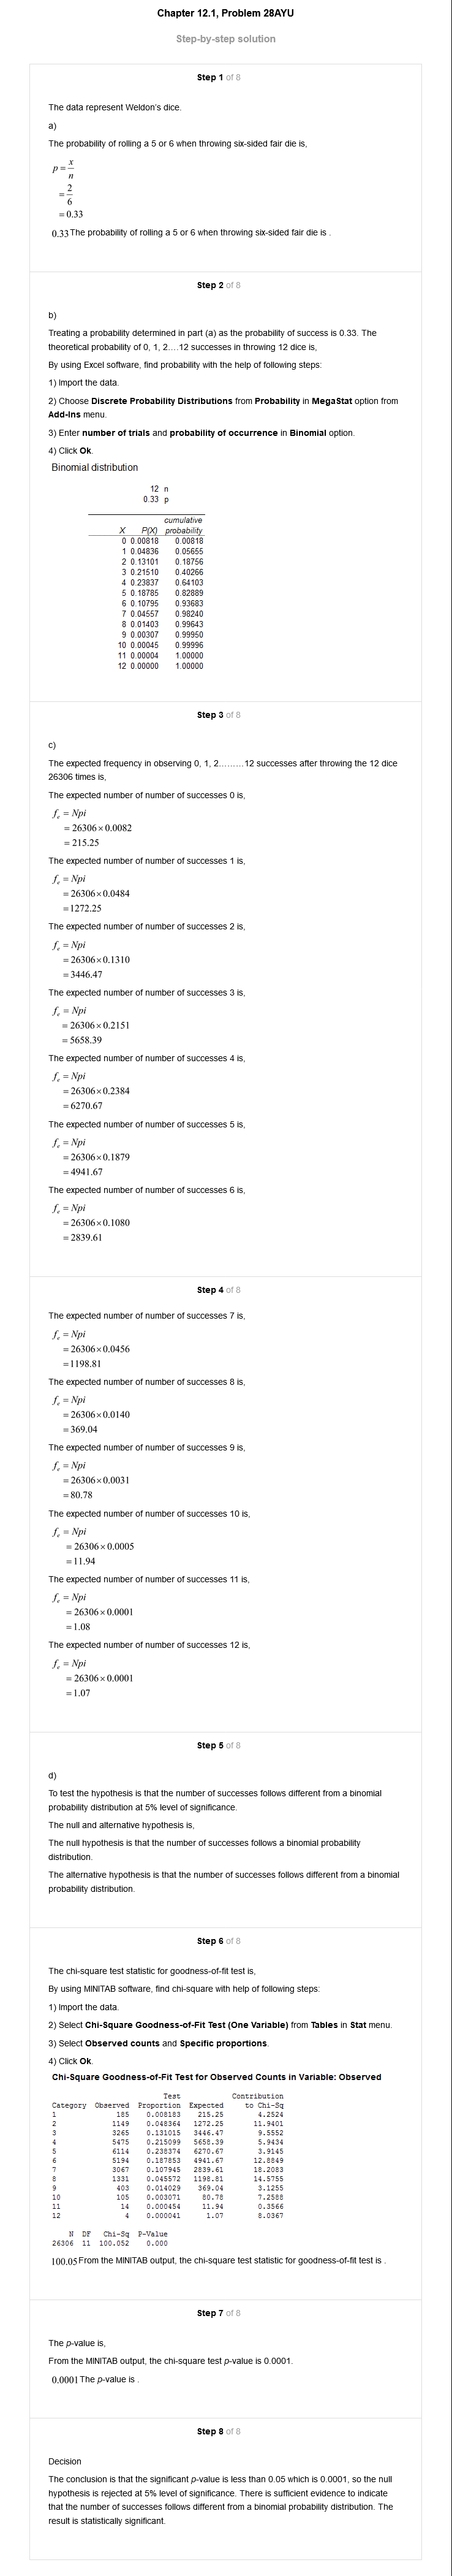 Chapter 12.1, Problem 28AYU
Step-by-step solution
Step 1 of 8
The data represent Weldon's dice.
a)
The probability of rolling a 5 or 6 when throwing six-sided fair die is,
p = x/n
= 2/6
= 0.33
0.33 The probability of rolling a 5 or 6 when throwing six-sided fair die is .
Step 2 of 8
b)
Treating a probability determined in part (a) as the probability of success is 0.33. The
theoretical probability of 0, 1, 2….12 successes in throwing 12 dice is,
By using Excel software, find probability with the help of following steps:
1) Import the data.
2) Choose Discrete Probability Distributions from Probability in MegaStat option from
Add-Ins menu.
3) Enter number of trials and probability of occurrence in Binomial option.
4) Click Ok.
Binomial distribution
12 n
0.33 p
cumulative
X P(X) probability
0 0.00818 0.00818
1 0.04836 0.05655
2 0.13101 0.18756
3 0.21510 0.40266
4 0.23837 0.64103
5 0.18785 0.82889
6 0.10795 0.93683
7 0.04557 0.98240
8 0.01403 0.99643
9 0.00307 0.99950
10 0.00045 0.99996
11 0.00004 1.00000
12 0.00000 1.00000
Step 3 of 8
c)
The expected frequency in observing 0, 1, 2………12 successes after throwing the 12 dice
26306 times is,
The expected number of number of successes 0 is,
fe = Npi
= 26306×0.0082
= 215.25
The expected number of number of successes 1 is,
fe = Npi
= 26306×0.0484
= 1272.25
The expected number of number of successes 2 is,
fe = Npi
= 26306×0.1310
= 3446.47
The expected number of number of successes 3 is,
fe = Npi
= 26306×0.2151
= 5658.39
The expected number of number of successes 4 is,
fe = Npi
= 26306×0.2384
= 6270.67
The expected number of number of successes 5 is,
fe = Npi
= 26306×0.1879
= 4941.67
The expected number of number of successes 6 is,
fe = Npi
= 26306×0.1080
= 2839.61
Step 4 of 8
The expected number of number of successes 7 is,
fe = Npi
= 26306×0.0456
= 1198.81
The expected number of number of successes 8 is,
fe = Npi
= 26306×0.0140
= 369.04
The expected number of number of successes 9 is,
fe = Npi
= 26306×0.0031
= 80.78
The expected number of number of successes 10 is,
fe = Npi
= 26306×0.0005
= 11.94
The expected number of number of successes 11 is,
fe = Npi
= 26306×0.0001
= 1.08
The expected number of number of successes 12 is,
fe = Npi
= 26306×0.0001
= 1.07
Step 5 of 8
d)
To test the hypothesis is that the number of successes follows different from a binomial
probability distribution at 5% level of significance.
The null and alternative hypothesis is,
The null hypothesis is that the number of successes follows a binomial probability
distribution.
The alternative hypothesis is that the number of successes follows different from a binomial
probability distribution.
Step 6 of 8
The chi-square test statistic for goodness-of-fit test is,
By using MINITAB software, find chi-square with help of following steps:
1) Import the data.
2) Select Chi-Square Goodness-of-Fit Test (One Variable) from Tables in Stat menu.
3) Select Observed counts and Specific proportions.
4) Click Ok.
Chi-Square Goodness-of-Fit Test for Observed Counts in Variable: Observed
Test Contribution
Category Observed Proportion Expected to Chi-Sq
1 185 0.008183 215.25 4.2524
2 1149 0.048364 1272.25 11.9401
3 3265 0.131015 3446.47 9.5552
4 5475 0.215099 5658.39 5.9434
5 6114 0.238374 6270.67 3.9145
6 5194 0.187853 4941.67 12.8849
7 3067 0.107945 2839.61 18.2083
8 1331 0.045572 1198.81 14.5755
9 403 0.014029 369.04 3.1255
10 105 0.003071 80.78 7.2588
11 14 0.000454 11.94 0.3566
12 4 0.000041 1.07 8.0367
N DF Chi-Sq P-Value
26306 11 100.052 0.000
100.05 From the MINITAB output, the chi-square test statistic for goodness-of-fit test is .
Step 7 of 8
The p-value is,
From the MINITAB output, the chi-square test p-value is 0.0001.
0.0001 The p-value is .
Step 8 of 8
Decision
The conclusion is that the significant p-value is less than 0.05 which is 0.0001, so the null
hypothesis is rejected at 5% level of significance. There is sufficient evidence to indicate
that the number of successes follows different from a binomial probability distribution. The
result is statistically significant.